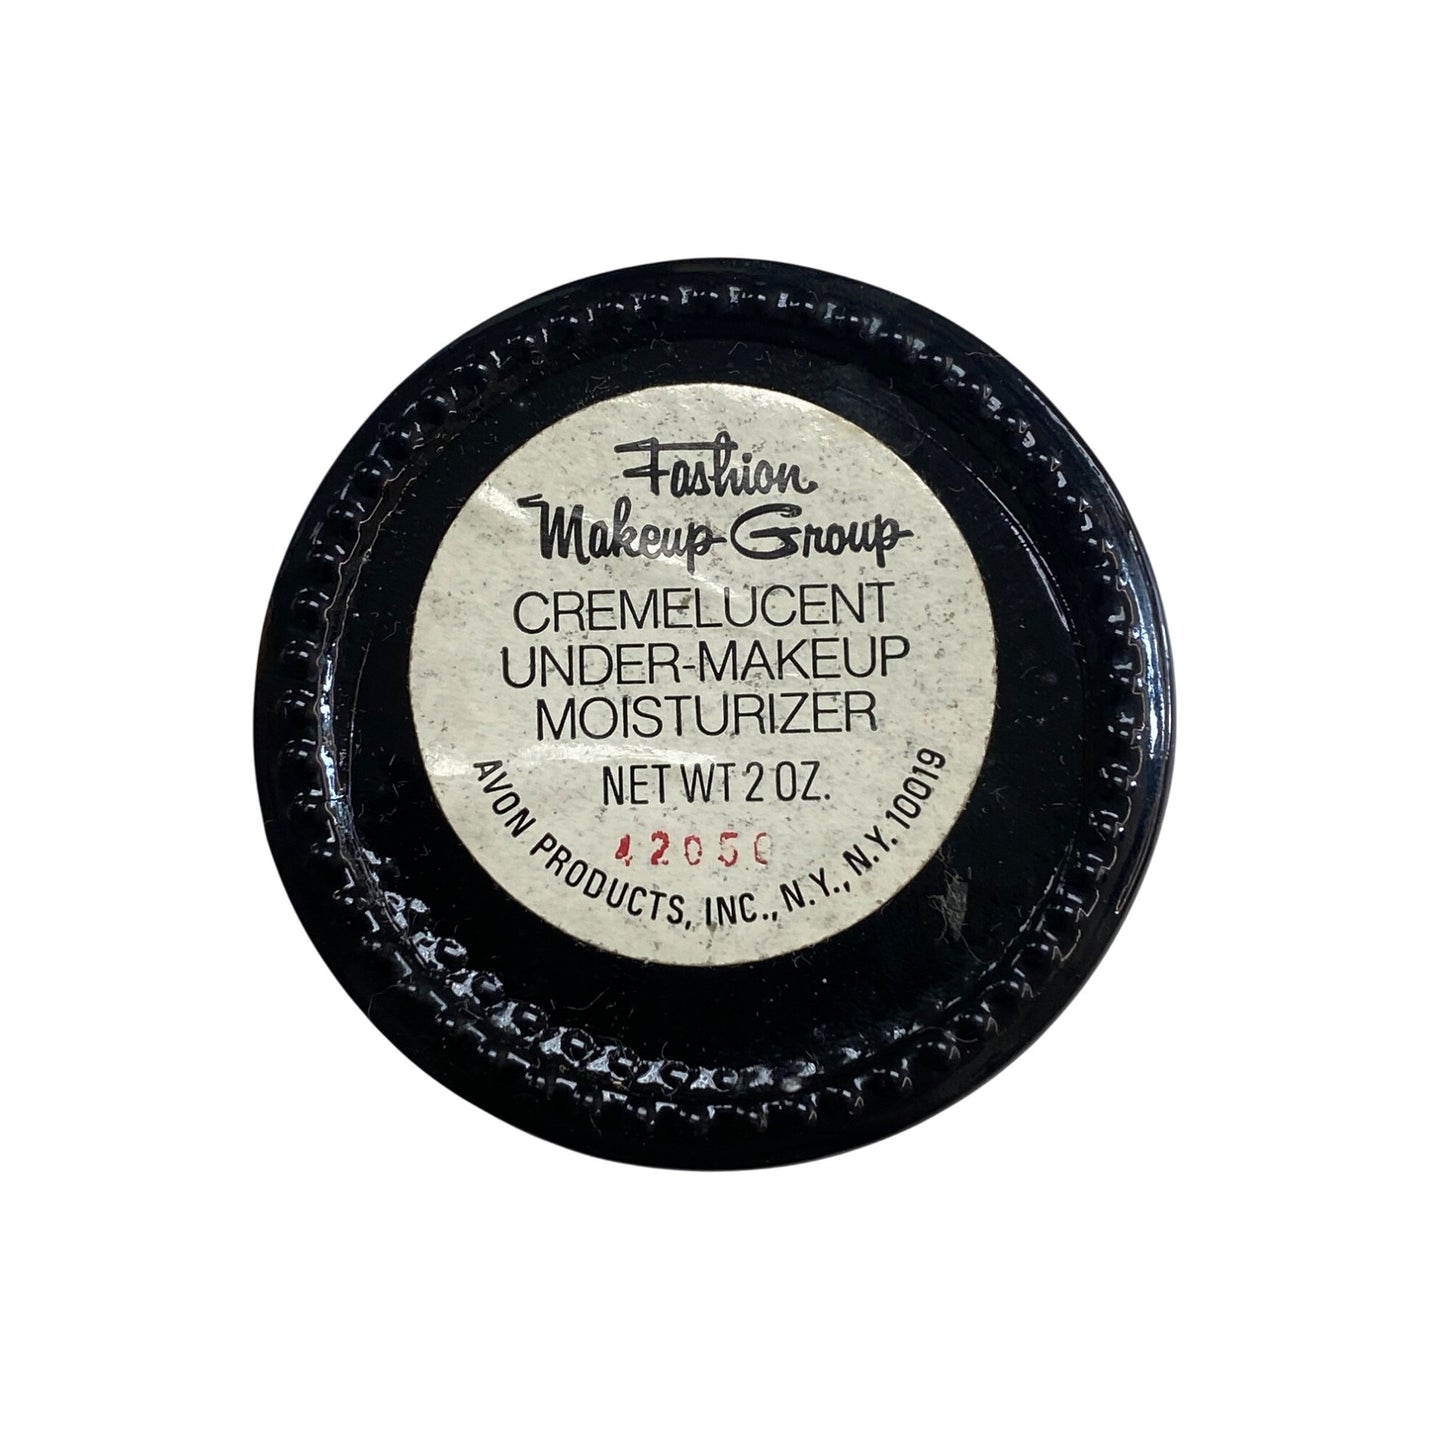 Fashion
Makeup Group
CREMELUCENT
UNDER-MAKEUP
MOISTURIZER
NET WT 2 OZ.
AVON PRODUCTS, INC., N.Y., N.Y. 10019